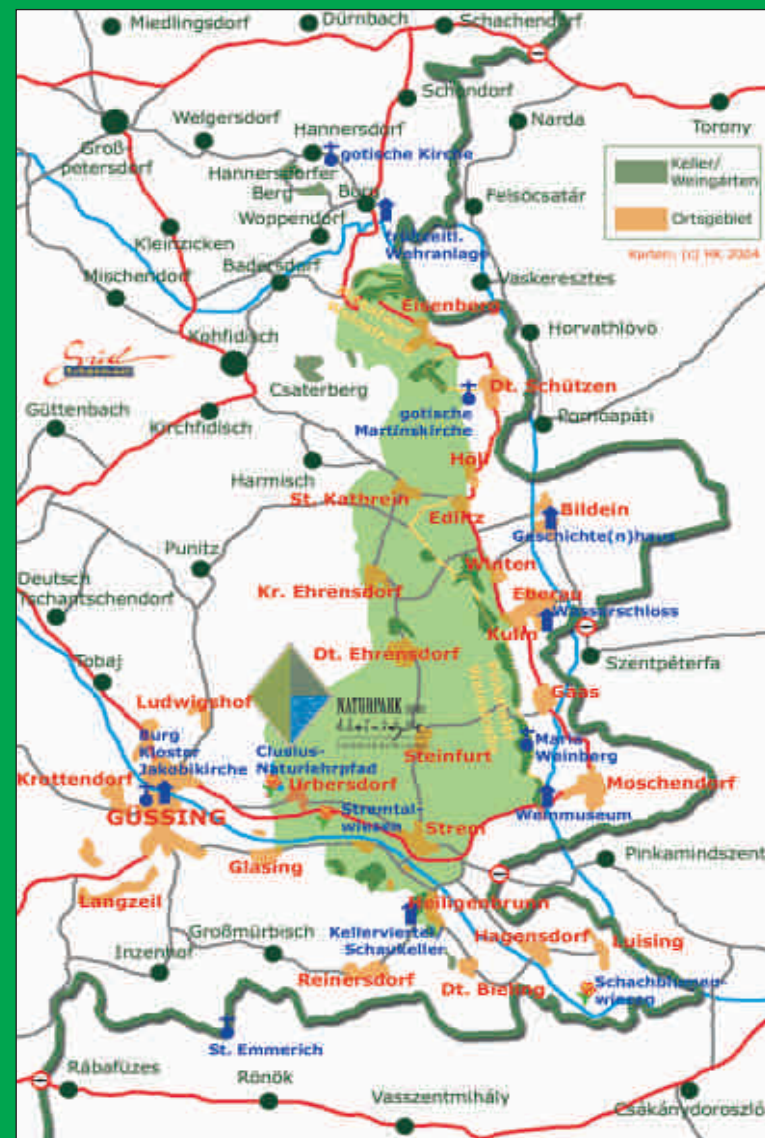 Miedlingsdorf
Dürnbach
Schachendorf
Schandorf
Torony
Welgersdorf
Hannersdorf
Narda
gotische Kirche
Groß-
petersdorf
Hannersdorfer
Berg
Burg
Keller/
Weingärten
Ortsgebiet
Karten: (c) HK 2004
Felsöcsatár
Woppendorf
Kleinzicken
Wehranlage
Mischendorf
Badersdorf
Vaskeresztes
Eisenberg
Kohfidisch
Horvathlövö
Csaterberg
Dt. Schützen
Güttenbach
Kirchfidisch
gotische
Martinskirche
Pornóapáti
Höll
Harmisch
St. Kathrein
Edlitz
Bildein
Geschichte(n)haus
Punitz
Winten
Deutsch
Tschantschendorf
Kr. Ehrensdorf
Eberau
Wasserschloss
Kulm
Dt. Ehrensdorf
Szentpéterfa
Tobaj
Ludwigshof
NATURPARK
Gaas
Burg
Kloster
Jakobikirche
Clusius-
Naturlehrpfad
Steinfurt
Maria
Weinberg
Krottendorf
Urbersdorf
Moschendorf
GÜSSING
Stremtal-
wiesen
Weinmuseum
Strem
Glasing
Pinkamindszent
Langzeil
Heiligenbrunn
Großmürbisch
Kellerviertel/
Schaukeller
Hagensdorf
Luising
Inzenhof
Reinersdorf
Dt. Bieling
Schachblumen-
wiesen
St. Emmerich
Rábafüzes
Rönök
Vasszentmihály
Csákánydoroszló